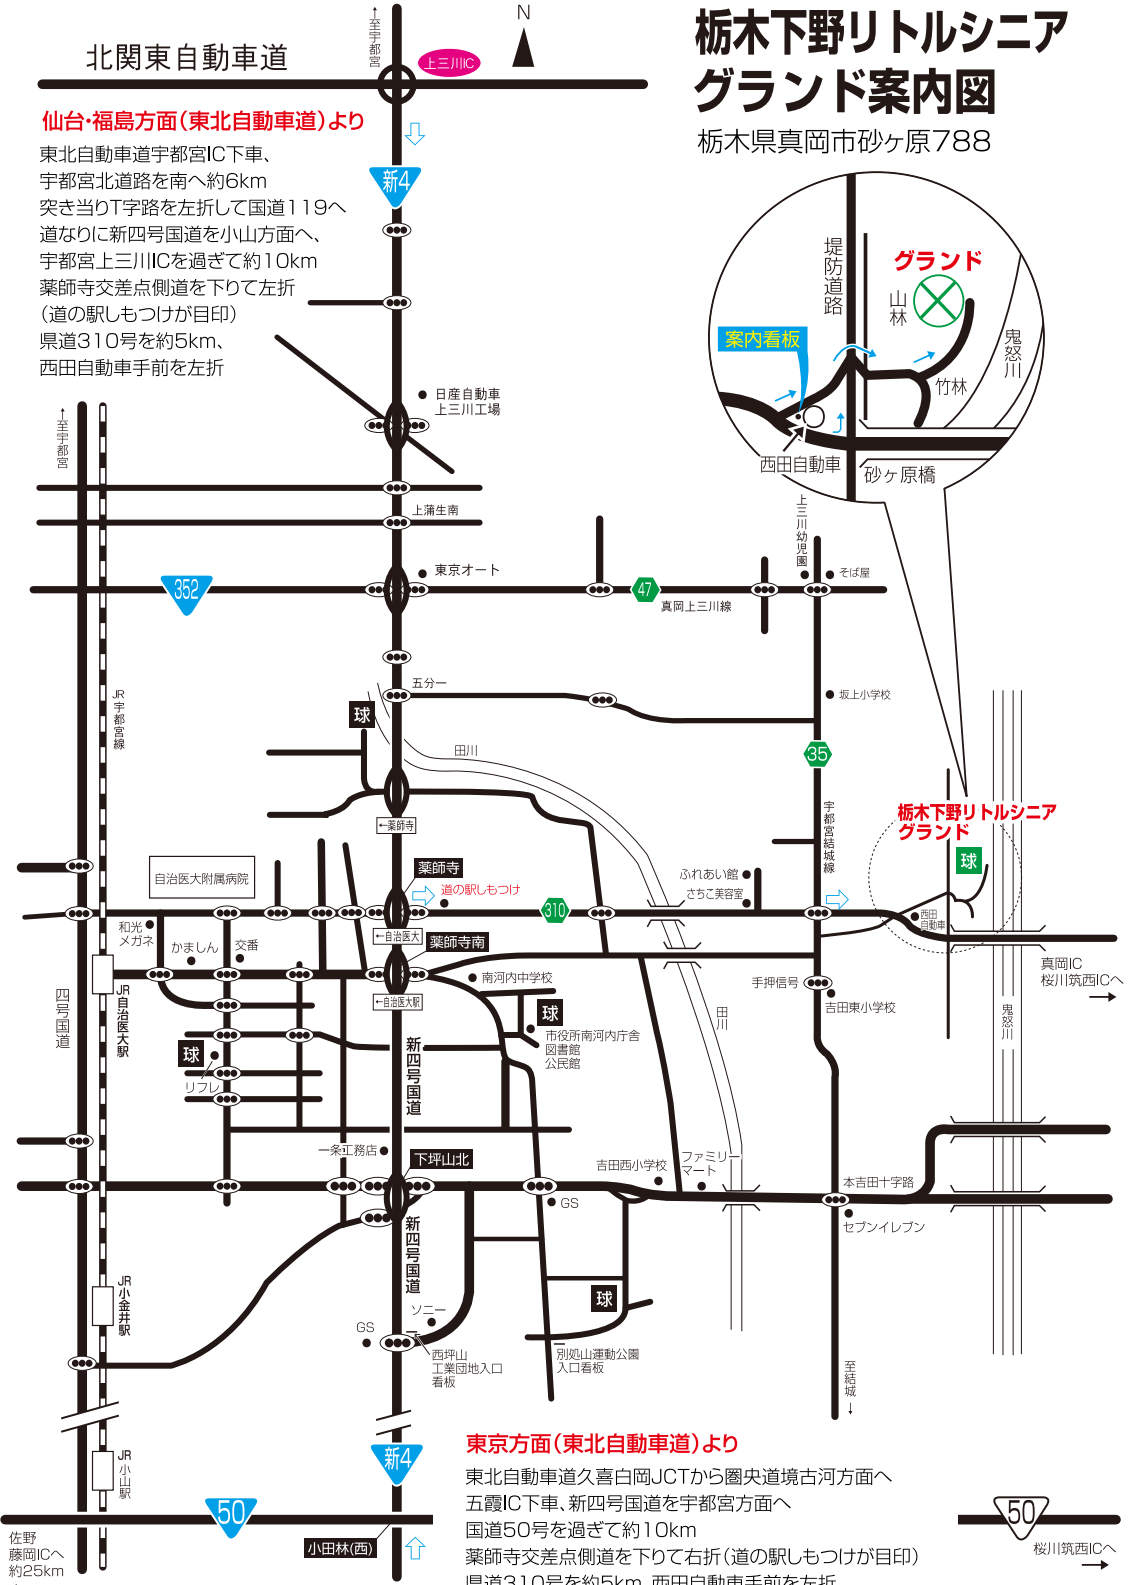 栃木下野リトルシニア
グランド案内図
栃木県真岡市砂ヶ原788
N
北関東自動車道
←至宇都宮
上三川IC
仙台・福島方面(東北自動車道)より
東北自動車道宇都宮IC下車、
宇都宮北道路を南へ約6km
突き当りT字路を左折して国道119へ
道なりに新四号国道を小山方面へ、
宇都宮上三川ICを過ぎて約10km
薬師寺交差点側道を下りて左折
(道の駅しもつけが目印)
県道310号を約5km、
西田自動車手前を左折
新4
堤防道路
グランド
山林
鬼怒川
案内看板
竹林
西田自動車
砂ヶ原橋
日産自動車
上三川工場
←至宇都宮
上蒲生南
上三川幼児園
東京オート
そば屋
352
47
真岡上三川線
五分一
坂上小学校
JR宇都宮線
球
田川
35
宇都宮結城線
栃木下野リトルシニア
グランド
球
←薬師寺
自治医大附属病院
薬師寺
道の駅しもつけ
ふれあい館
さちこ美容室
310
和光
メガネ
かましん
交番
←自治医大
薬師寺南
西田
自動車
真岡IC
桜川筑西ICへ
→
四号国道
JR自治医大駅
←自治医大駅
南河内中学校
手押信号
吉田東小学校
田川
鬼怒川
球
市役所南河内庁舎
図書館
公民館
新四号国道
球
リフレ
一条工務店
下坪山北
吉田西小学校
ファミリー
マート
本吉田十字路
GS
セブンイレブン
新四号国道
JR小金井駅
球
ソニー
GS
西坪山
工業団地入口
看板
別処山運動公園
入口看板
至結城→
JR小山駅
新4
東京方面(東北自動車道)より
東北自動車道久喜白岡JCTから圏央道境古河方面へ
五霞IC下車、新四号国道を宇都宮方面へ
国道50号を過ぎて約10km
薬師寺交差点側道を下りて右折(道の駅しもつけが目印)
県道310号を約5km、西田自動車手前を左折
50
小田林(西)
佐野
藤岡ICへ
約25km
50
桜川筑西ICへ
→